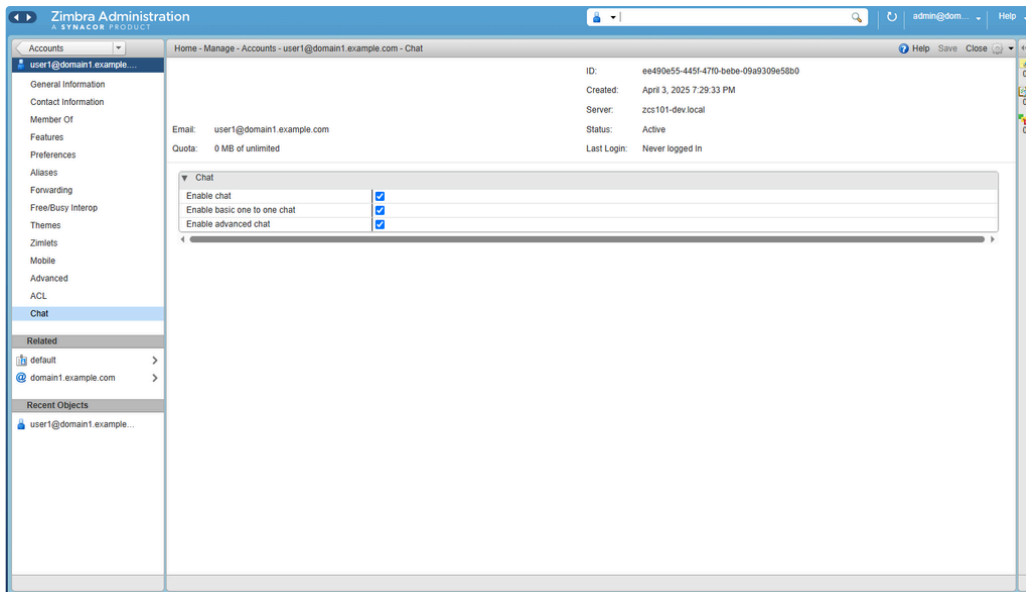 Zimbra Administration
A SYNACOR PRODUCT
admin@dom...
Help
Accounts
Home - Manage - Accounts - user1@domain1.example.com - Chat
Help Save Close
user1@domain1.example....
General Information
Contact Information
Member Of
Features
Preferences
Aliases
Forwarding
Free/Busy Interop
Themes
Zimlets
Mobile
Advanced
ACL
Chat
Related
default
domain1.example.com
Recent Objects
user1@domain1.example...
ID: ee490e55-445f-47f0-bebe-09a9309e58b0
Created: April 3, 2025 7:29:33 PM
Server: zcs101-dev.local
Email: user1@domain1.example.com
Status: Active
Quota: 0 MB of unlimited
Last Login: Never logged In
Chat
Enable chat
Enable basic one to one chat
Enable advanced chat